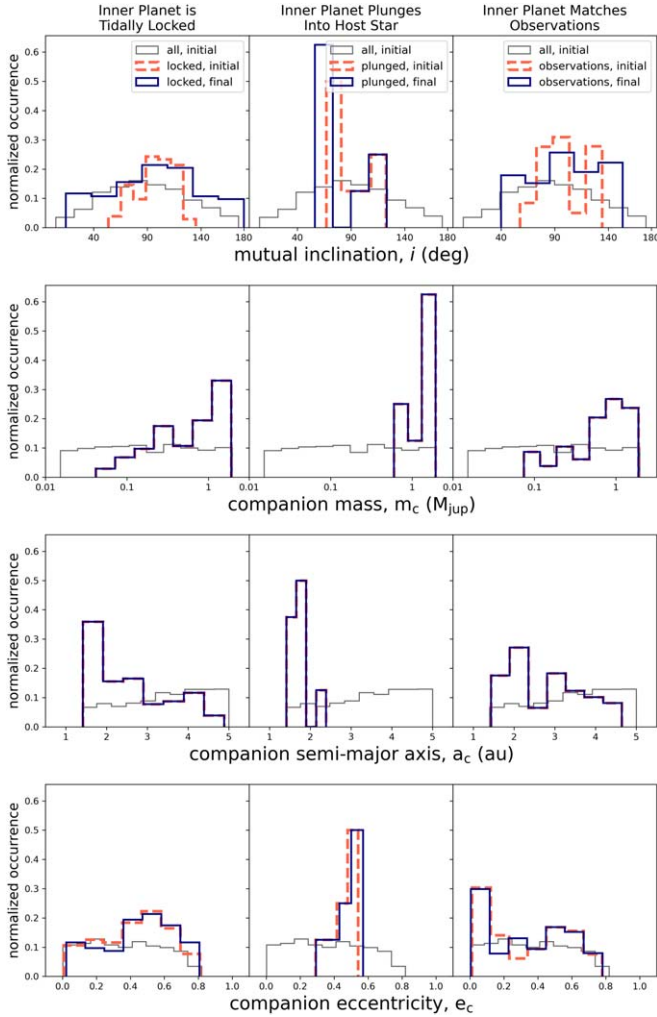 Inner Planet is
Tidally Locked
Inner Planet Plunges
Into Host Star
Inner Planet Matches
Observations
normalized occurrence
0.6
0.5
0.4
0.3
0.2
0.1
0.0
all, initial
locked, initial
locked, final
all, initial
plunged, initial
plunged, final
all, initial
observations, initial
observations, final
40 90 140 180 40 90 140 180 40 90 140 180
mutual inclination, i (deg)
normalized occurrence
0.6
0.5
0.4
0.3
0.2
0.1
0.0
0.01 0.1 1 0.01 0.1 1 0.01 0.1 1
companion mass, mc (Mjup)
normalized occurrence
0.6
0.5
0.4
0.3
0.2
0.1
0.0
1 2 3 4 5 1 2 3 4 5 1 2 3 4 5
companion semi-major axis, ac (au)
normalized occurrence
0.6
0.5
0.4
0.3
0.2
0.1
0.0
0.0 0.2 0.4 0.6 0.8 1.0 0.0 0.2 0.4 0.6 0.8 1.0 0.0 0.2 0.4 0.6 0.8 1.0
companion eccentricity, ec